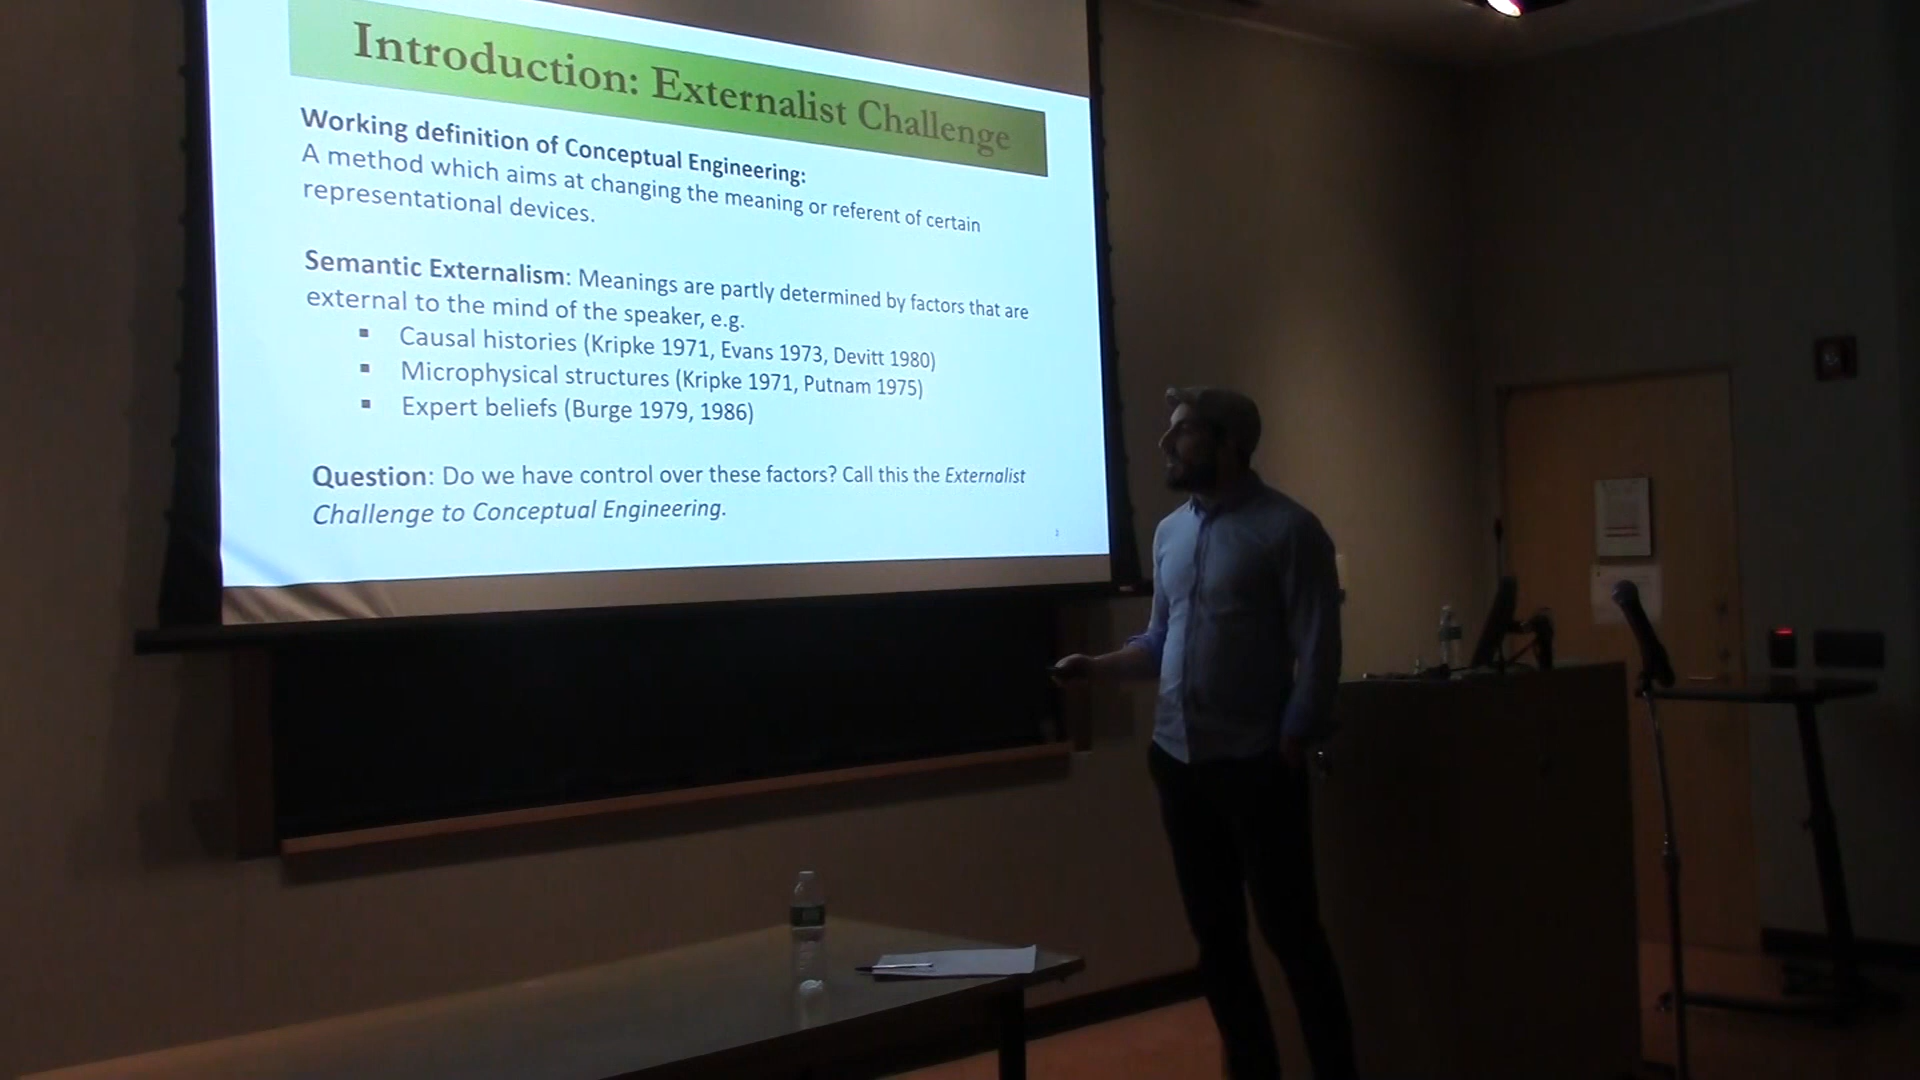 Introduction: Externalist Challenge
Working definition of Conceptual Engineering:
A method which aims at changing the meaning or referent of certain
representational devices.
Semantic Externalism: Meanings are partly determined by factors that are
external to the mind of the speaker, e.g.
▪ Causal histories (Kripke 1971, Evans 1973, Devitt 1980)
▪ Microphysical structures (Kripke 1971, Putnam 1975)
▪ Expert beliefs (Burge 1979, 1986)
Question: Do we have control over these factors? Call this the Externalist
Challenge to Conceptual Engineering.